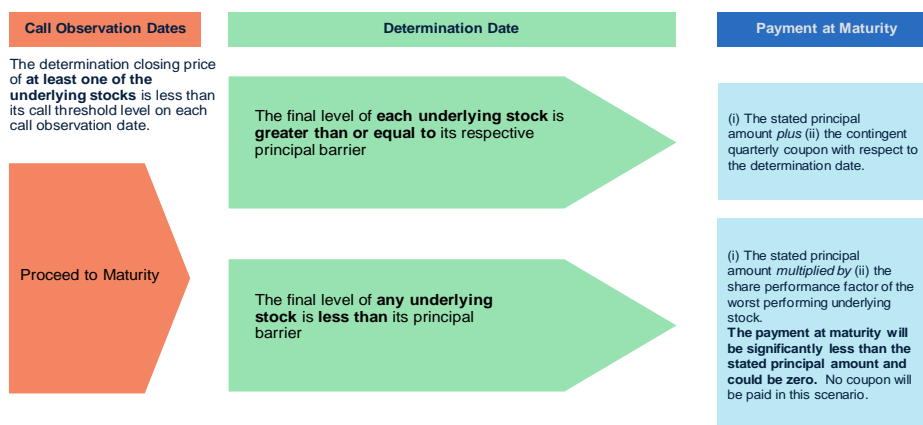 Call Observation Dates
Determination Date
Payment at Maturity
The determination closing price
of at least one of the
underlying stocks is less than
its call threshold level on each
call observation date.
Proceed to Maturity
The final level of each underlying stock is
greater than or equal to its respective
principal barrier
(i) The stated principal
amount plus (ii) the contingent
quarterly coupon with respect to
the determination date.
The final level of any underlying
stock is less than its principal
barrier
(i) The stated principal
amount multiplied by (ii) the
share performance factor of the
worst performing underlying
stock.
The payment at maturity will
be significantly less than the
stated principal amount and
could be zero. No coupon will
be paid in this scenario.